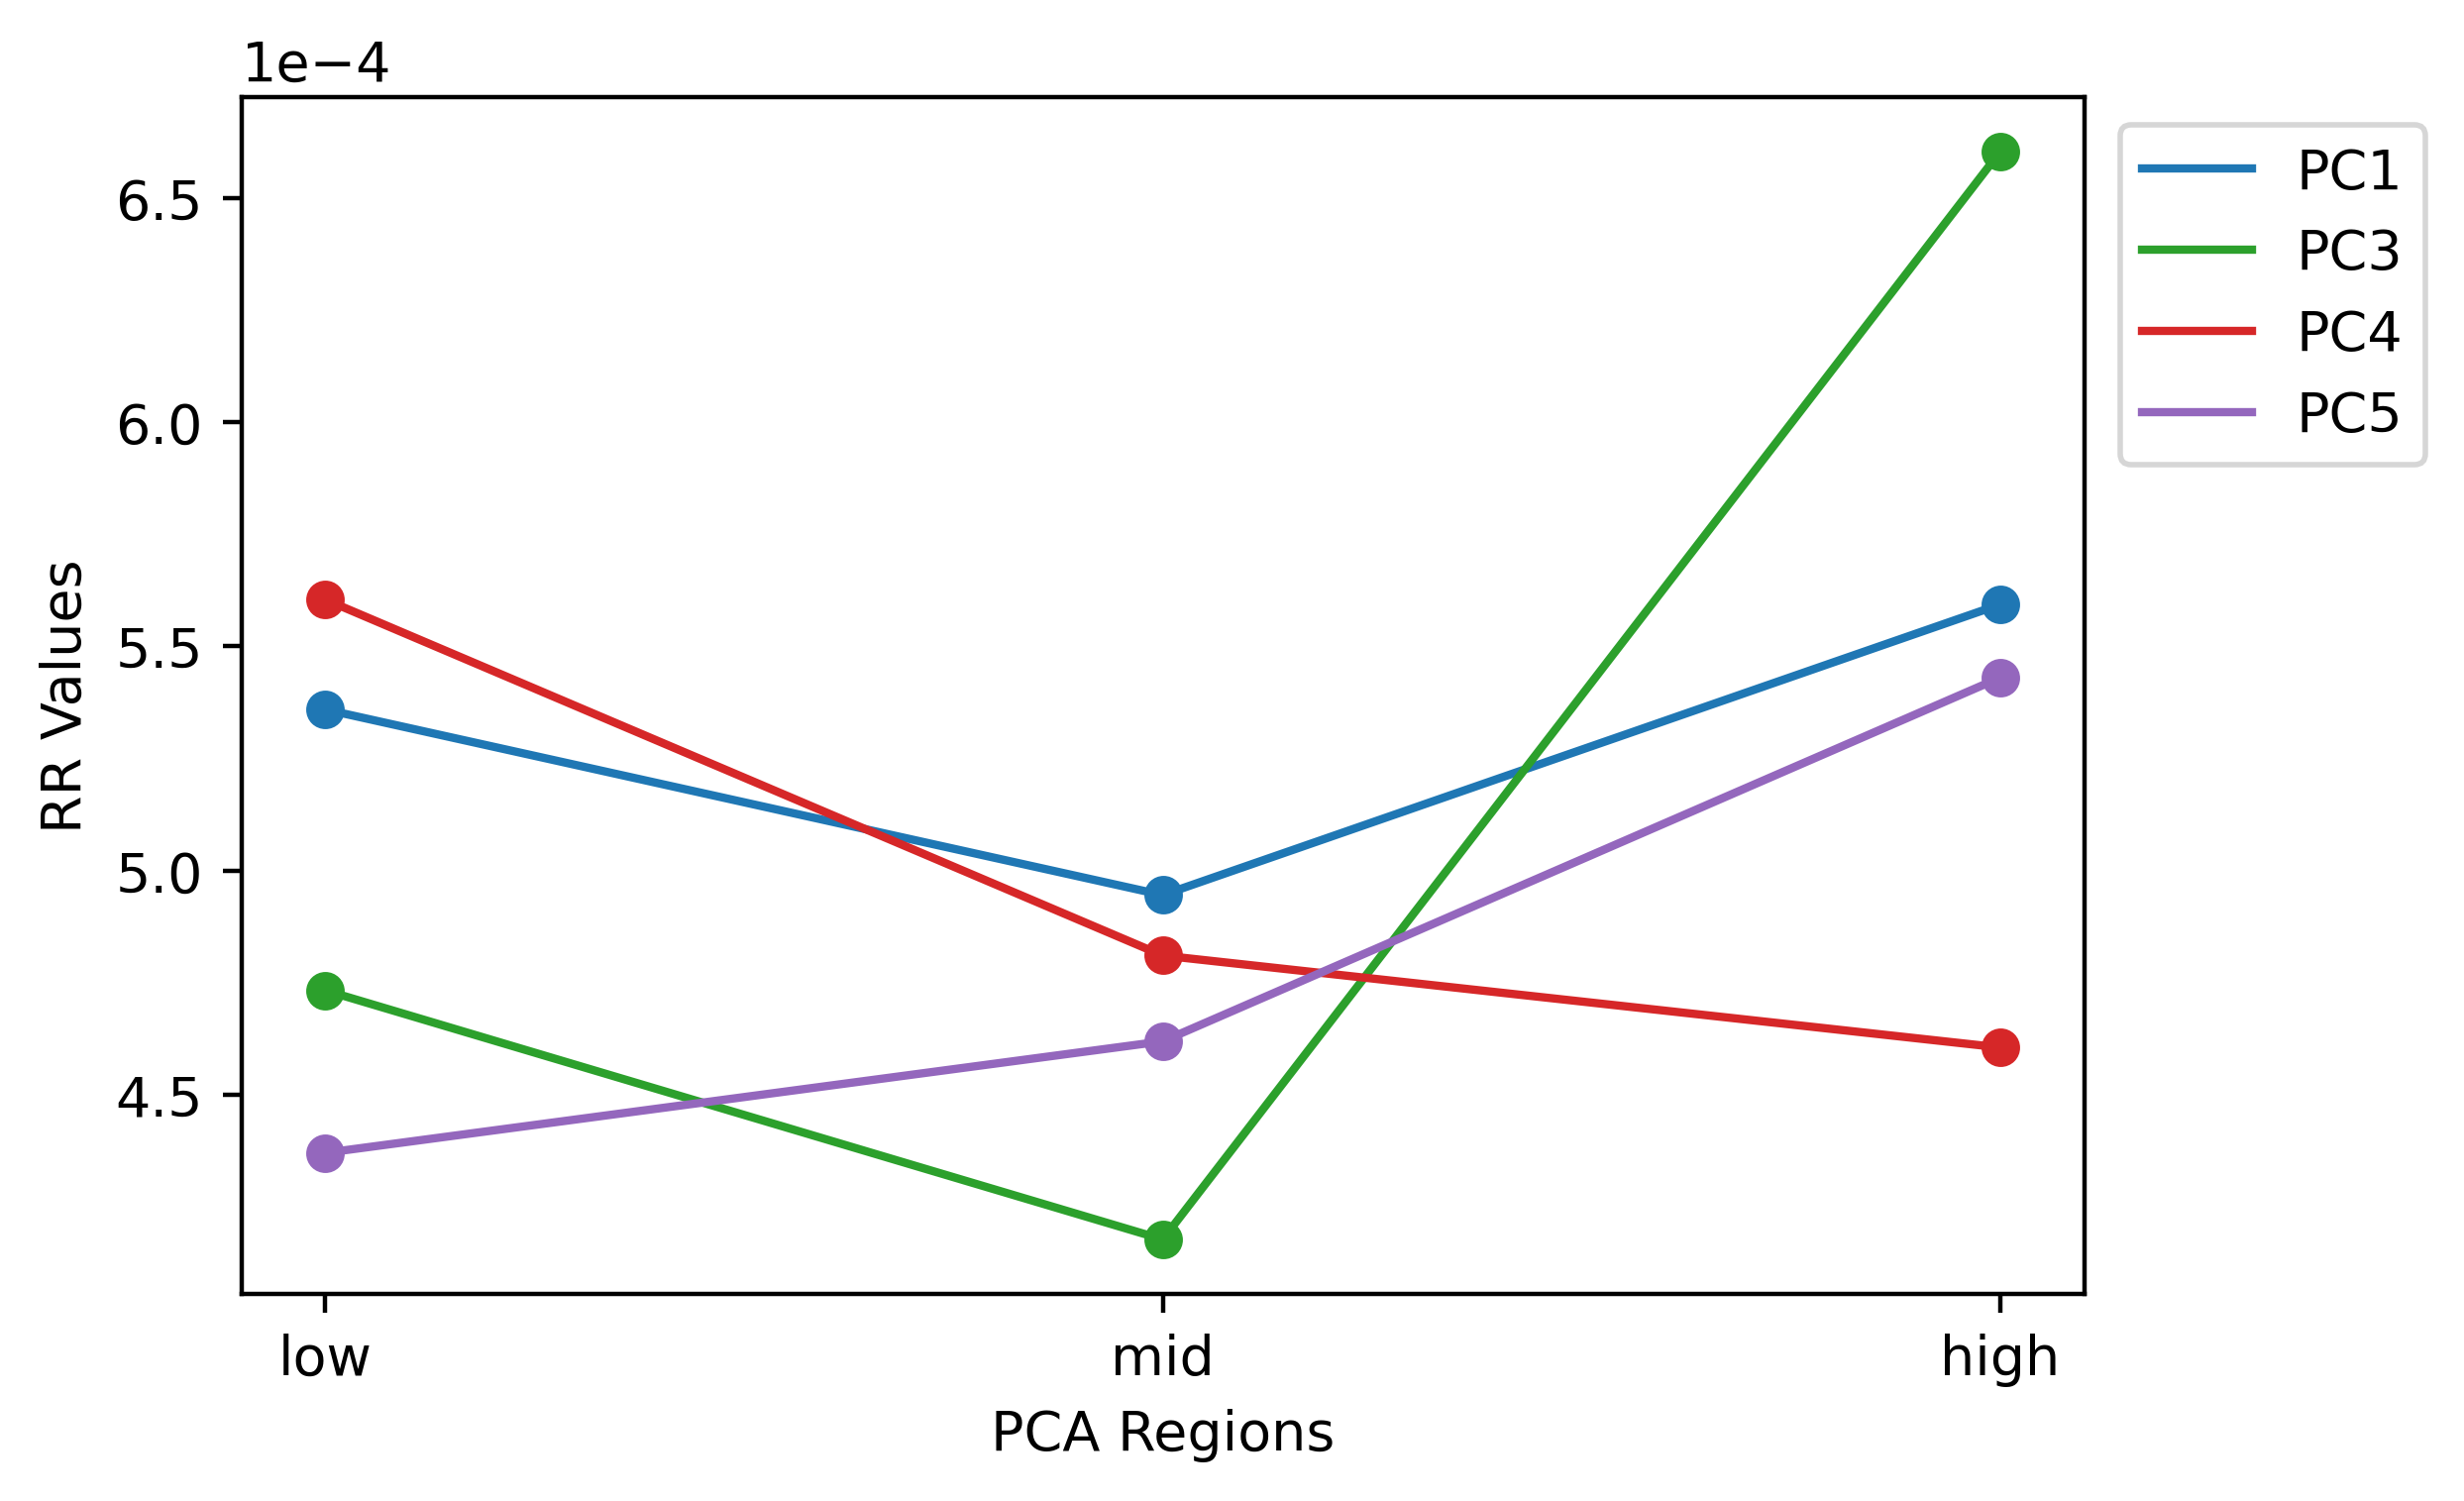 1e−4
6.5
6.0
5.5
5.0
4.5
RR Values
low
mid
high
PCA Regions
PC1
PC3
PC4
PC5